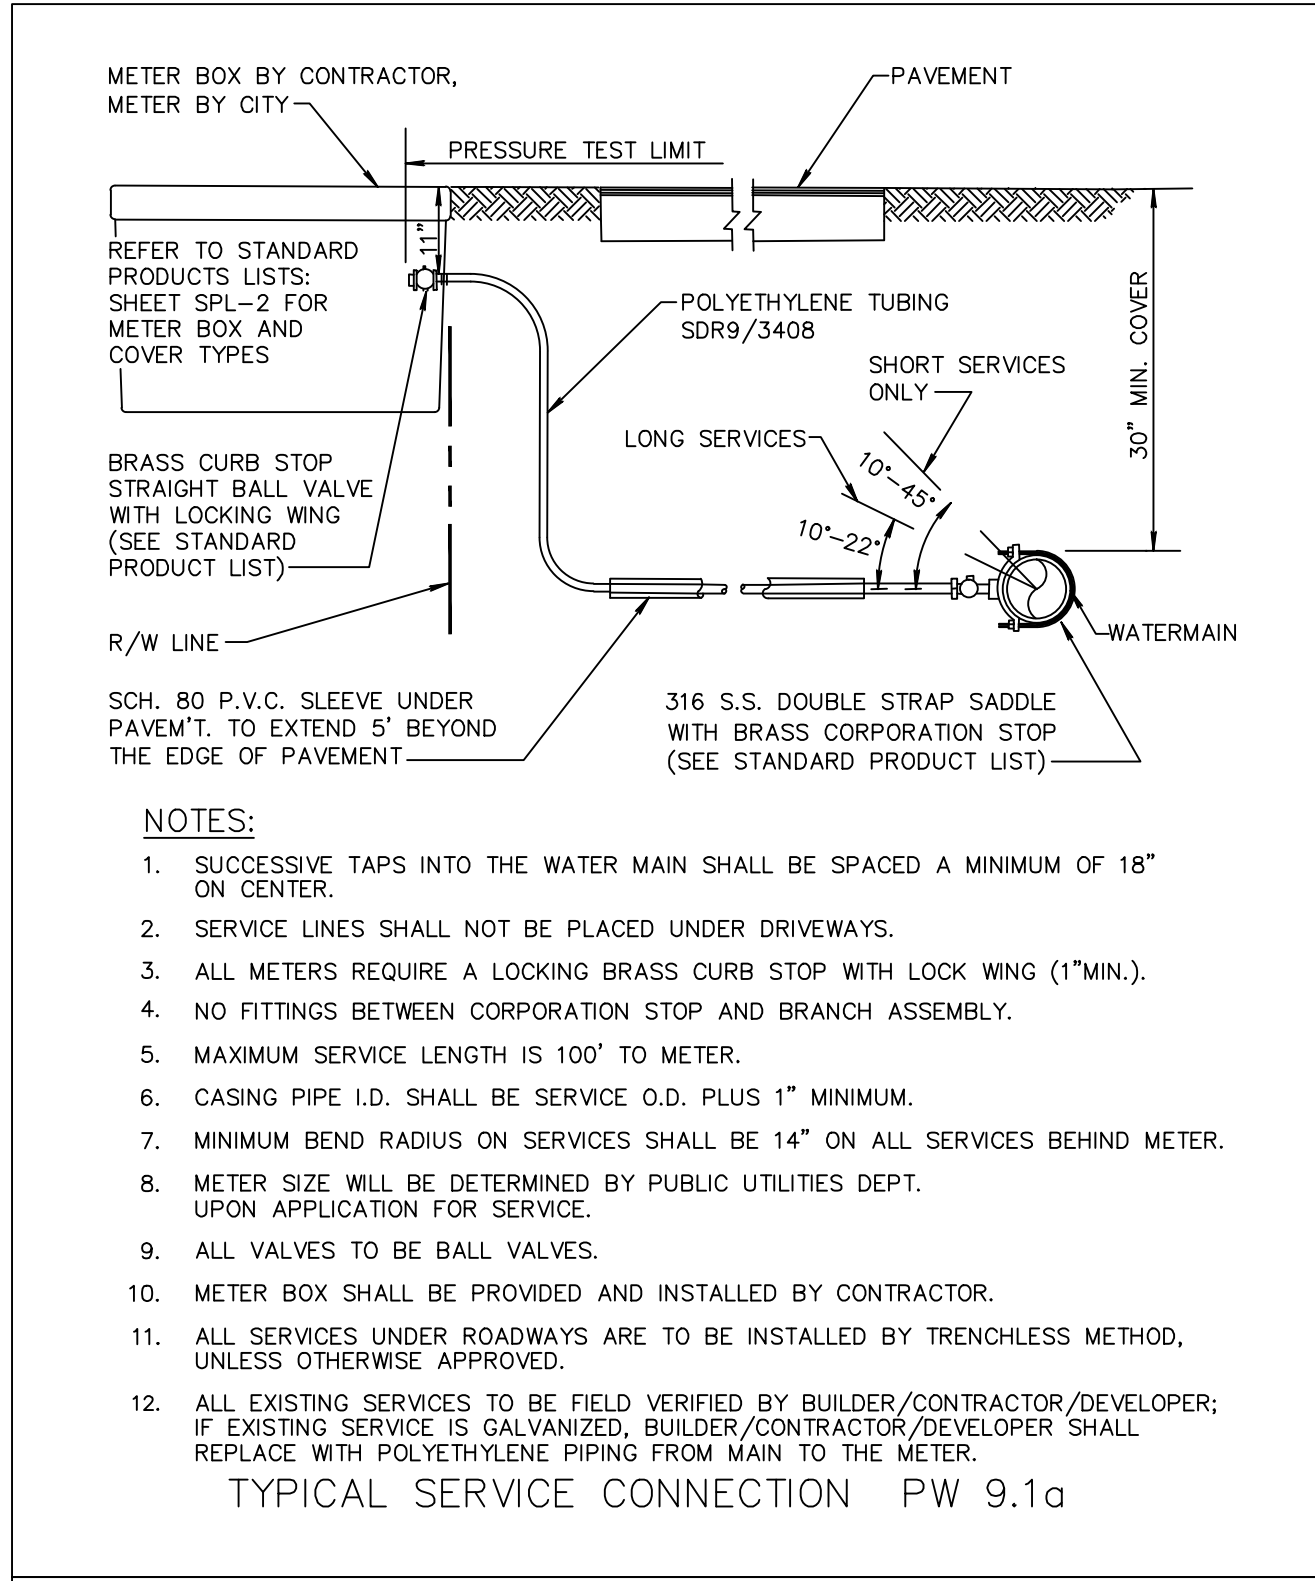 METER BOX BY CONTRACTOR,
METER BY CITY
PAVEMENT
PRESSURE TEST LIMIT
11"
REFER TO STANDARD
PRODUCTS LISTS:
SHEET SPL-2 FOR
METER BOX AND
COVER TYPES
POLYETHYLENE TUBING
SDR9/3408
30" MIN. COVER
SHORT SERVICES
ONLY
LONG SERVICES
10°-45°
10°-22°
BRASS CURB STOP
STRAIGHT BALL VALVE
WITH LOCKING WING
(SEE STANDARD
PRODUCT LIST)
R/W LINE
WATERMAIN
SCH. 80 P.V.C. SLEEVE UNDER
PAVEM'T. TO EXTEND 5' BEYOND
THE EDGE OF PAVEMENT
316 S.S. DOUBLE STRAP SADDLE
WITH BRASS CORPORATION STOP
(SEE STANDARD PRODUCT LIST)
NOTES:
1. SUCCESSIVE TAPS INTO THE WATER MAIN SHALL BE SPACED A MINIMUM OF 18"
ON CENTER.
2. SERVICE LINES SHALL NOT BE PLACED UNDER DRIVEWAYS.
3. ALL METERS REQUIRE A LOCKING BRASS CURB STOP WITH LOCK WING (1"MIN.).
4. NO FITTINGS BETWEEN CORPORATION STOP AND BRANCH ASSEMBLY.
5. MAXIMUM SERVICE LENGTH IS 100' TO METER.
6. CASING PIPE I.D. SHALL BE SERVICE O.D. PLUS 1" MINIMUM.
7. MINIMUM BEND RADIUS ON SERVICES SHALL BE 14" ON ALL SERVICES BEHIND METER.
8. METER SIZE WILL BE DETERMINED BY PUBLIC UTILITIES DEPT.
UPON APPLICATION FOR SERVICE.
9. ALL VALVES TO BE BALL VALVES.
10. METER BOX SHALL BE PROVIDED AND INSTALLED BY CONTRACTOR.
11. ALL SERVICES UNDER ROADWAYS ARE TO BE INSTALLED BY TRENCHLESS METHOD,
UNLESS OTHERWISE APPROVED.
12. ALL EXISTING SERVICES TO BE FIELD VERIFIED BY BUILDER/CONTRACTOR/DEVELOPER;
IF EXISTING SERVICE IS GALVANIZED, BUILDER/CONTRACTOR/DEVELOPER SHALL
REPLACE WITH POLYETHYLENE PIPING FROM MAIN TO THE METER.
TYPICAL SERVICE CONNECTION PW 9.1a